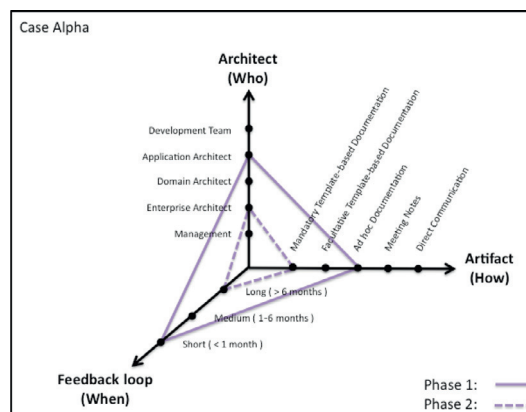 Case Alpha
Architect
(Who)
Development Team
Application Architect
Domain Architect
Enterprise Architect
Management
Mandatory Template-based Documentation
Facultative Template-based Documentation
Ad hoc Documentation
Meeting Notes
Direct Communication
Artifact
(How)
Long ( > 6 months )
Medium ( 1-6 months )
Short ( < 1 month )
Feedback loop
(When)
Phase 1:
Phase 2: